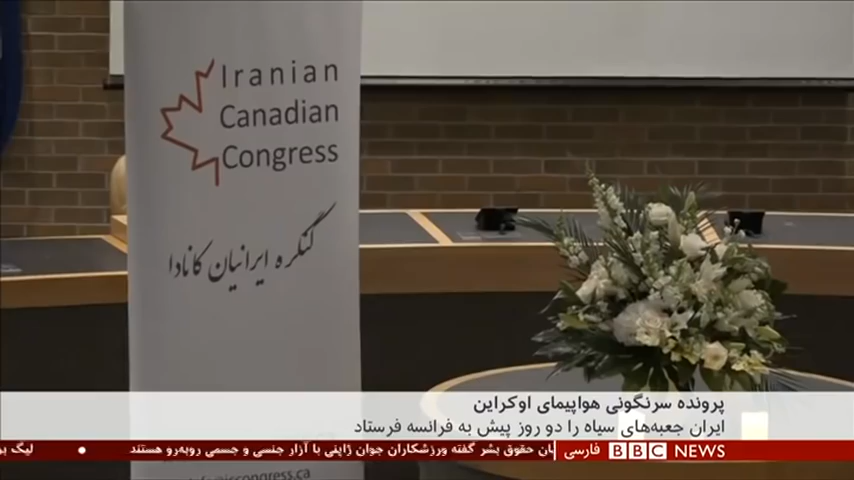 Iranian
Canadian
Congress
کنگره ایرانیان کانادا
پرونده سرنگونی هواپیمای اوکراین
ایران جعبه‌های سیاه را دو روز پیش به فرانسه فرستاد
BBC NEWS فارسی
حقوق بشر گفته ورزشکاران جوان ژاپنی با آزار جنسی و جسمی روبه‌رو هستند
لیگ
congress.ca